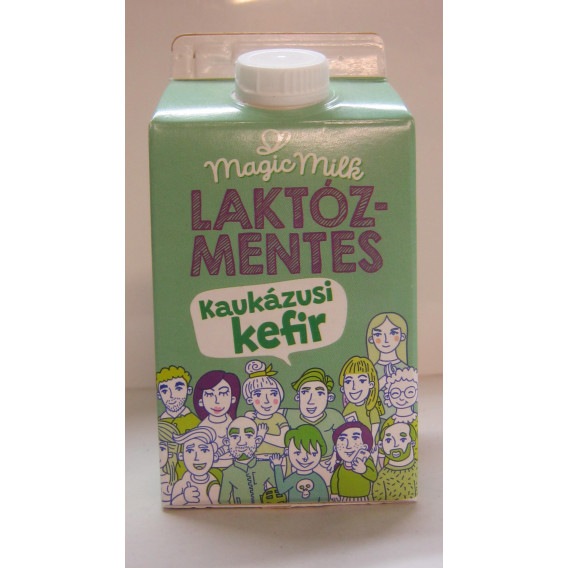 Magic Milk
LAKTÓZ-
MENTES
Kaukázusi
kefir